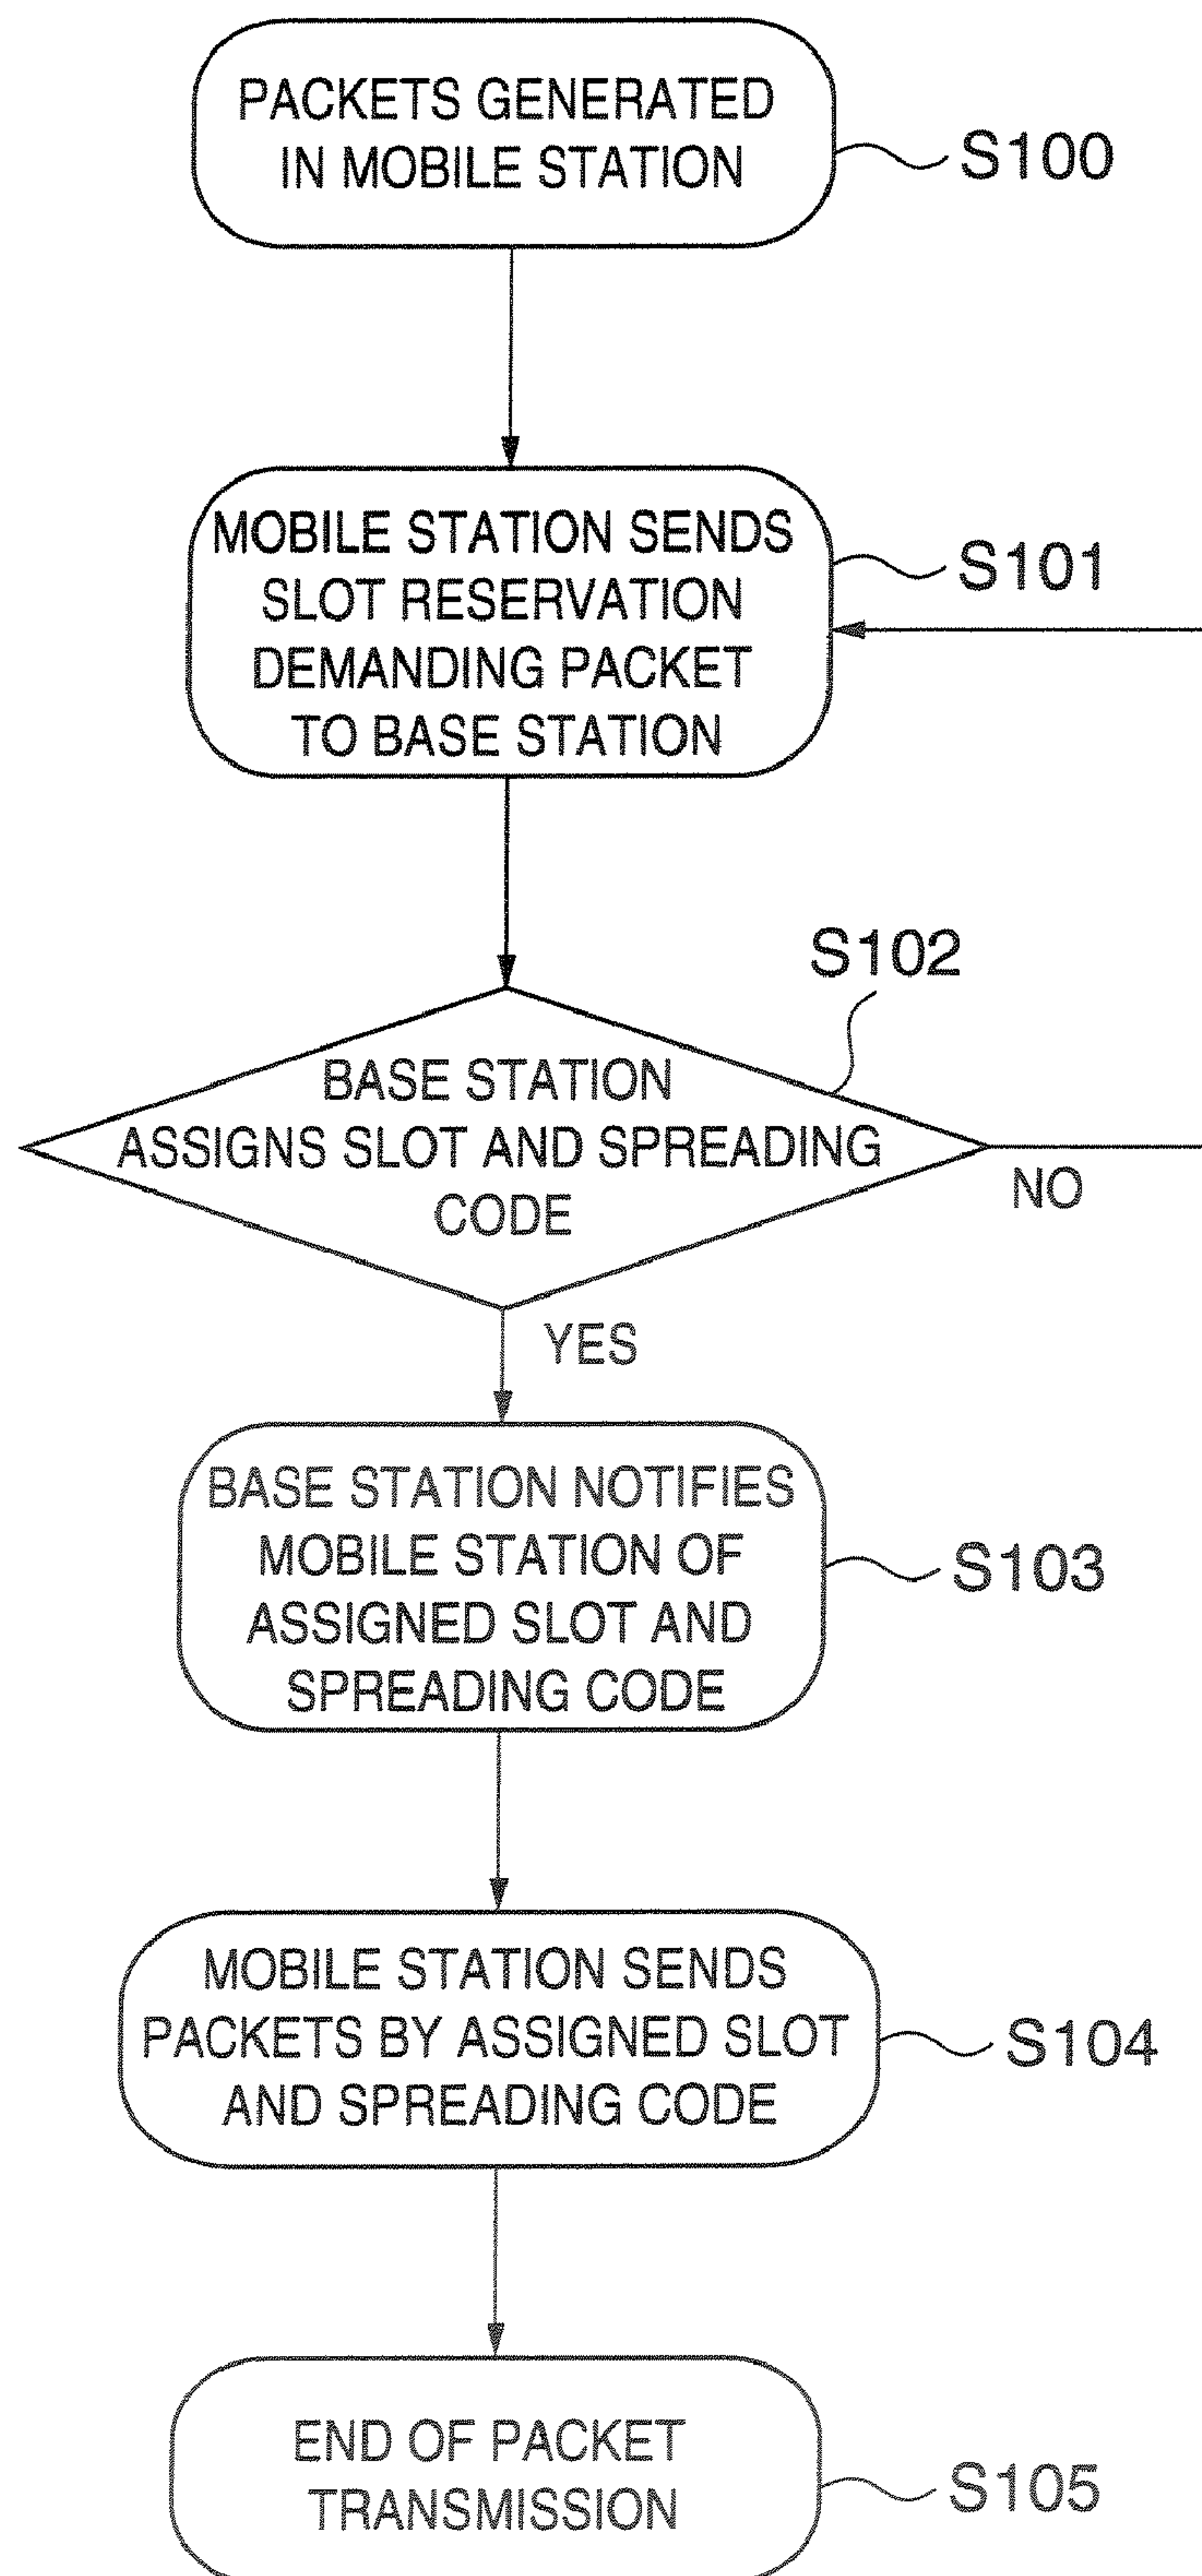 PACKETS GENERATED
IN MOBILE STATION
S100
MOBILE STATION SENDS
SLOT RESERVATION
DEMANDING PACKET
TO BASE STATION
S101
S102
BASE STATION
ASSIGNS SLOT AND SPREADING
CODE
NO
YES
BASE STATION NOTIFIES
MOBILE STATION OF
ASSIGNED SLOT AND
SPREADING CODE
S103
MOBILE STATION SENDS
PACKETS BY ASSIGNED SLOT
AND SPREADING CODE
S104
END OF PACKET
TRANSMISSION
S105